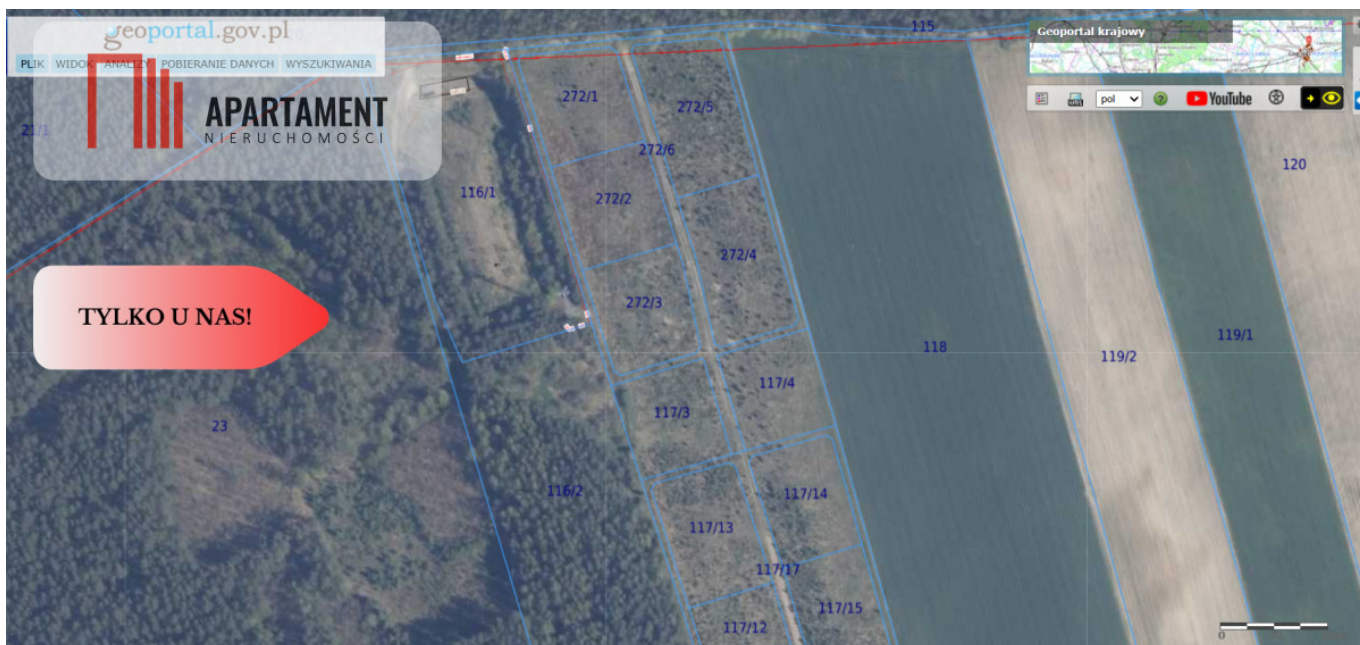 geoportal.gov.pl
PLIK WIDOK ANALIZY POBIERANIE DANYCH WYSZUKIWANIA
APARTAMENT
NIERUCHOMOŚCI
TYLKO U NAS!
Geoportal krajowy
pol
YouTube
115
21/1
272/1
272/5
272/6
120
116/1
272/2
272/4
272/3
119/1
118
119/2
117/4
117/3
23
116/2
117/14
117/13
117/17
117/15
117/12
0